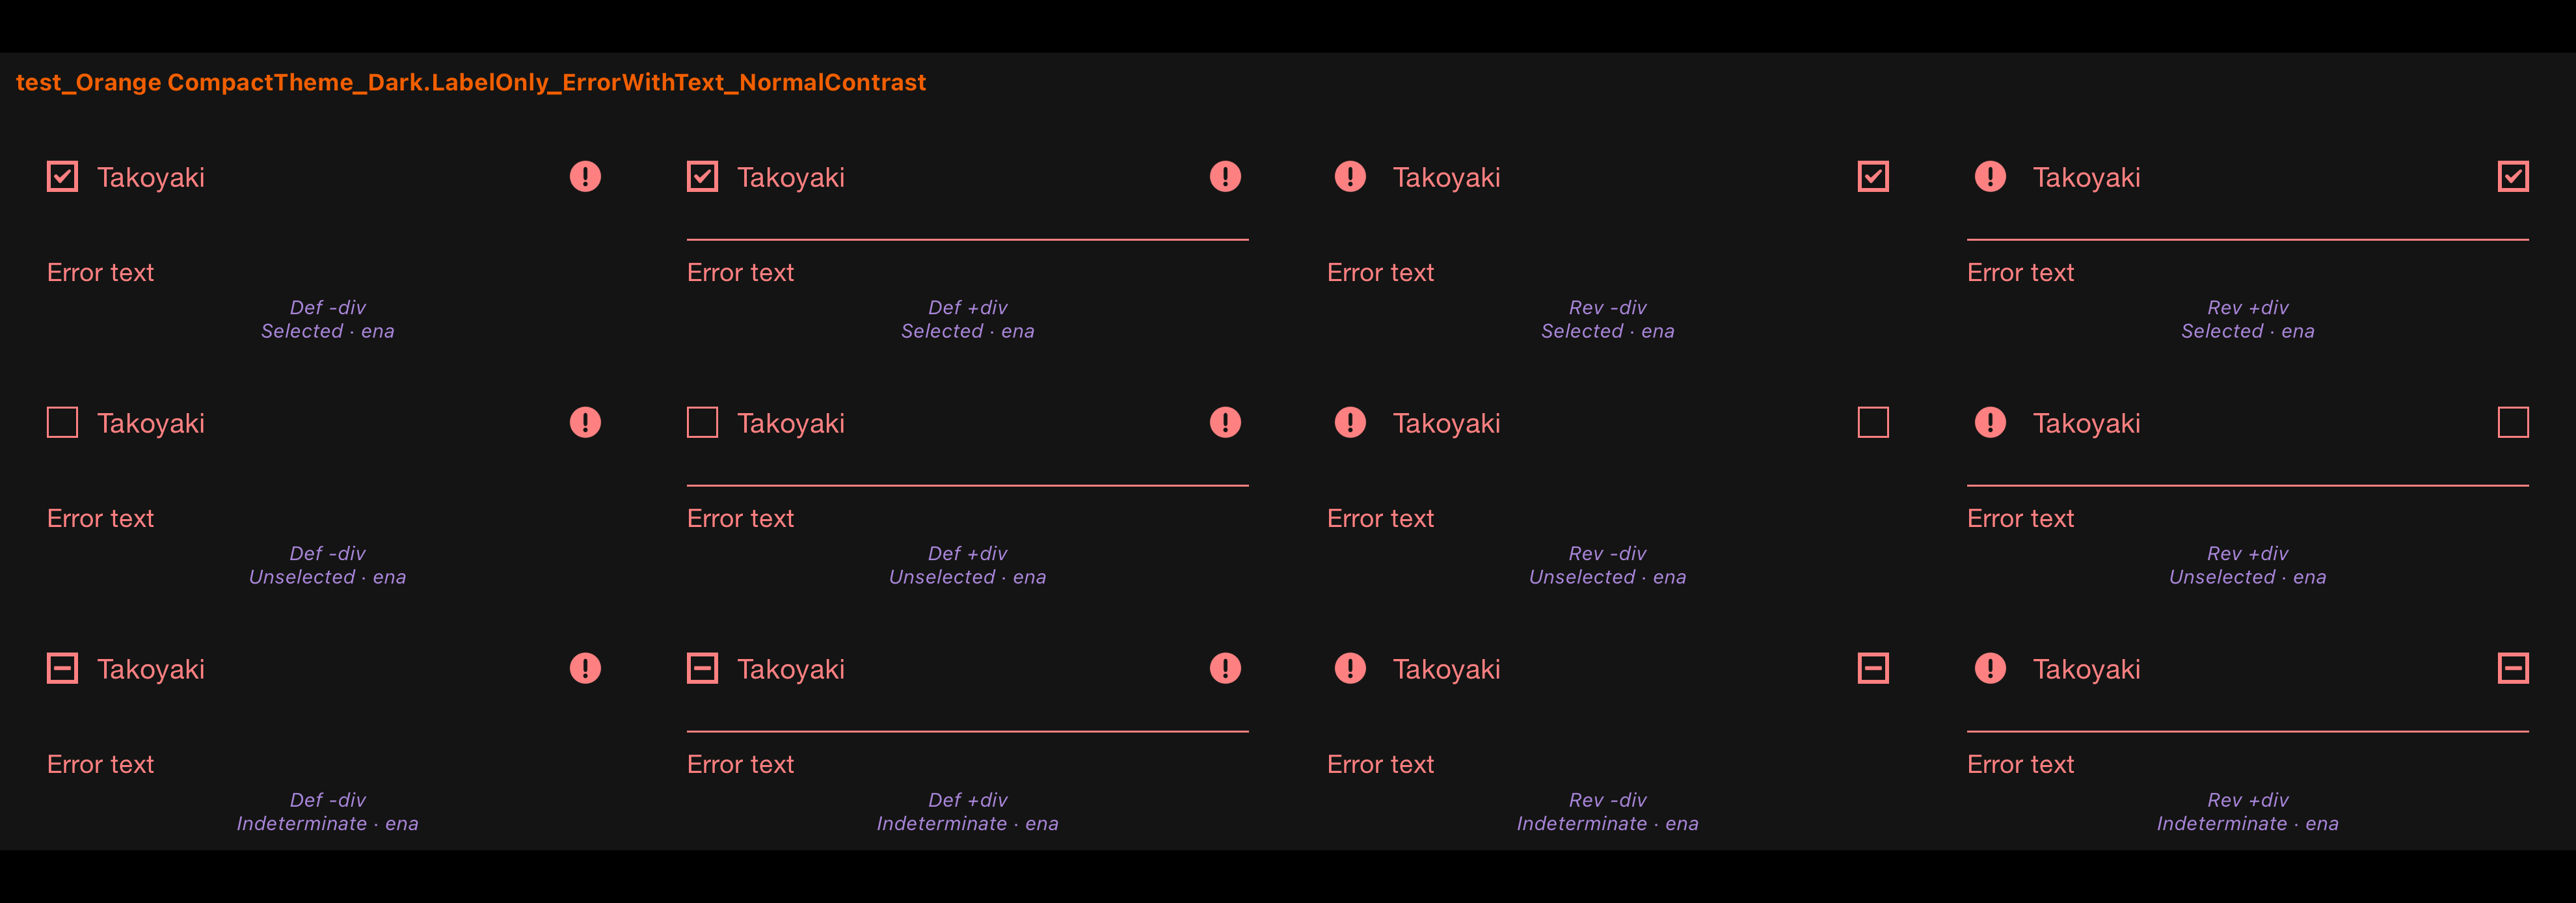 test_Orange CompactTheme_Dark.LabelOnly_ErrorWithText_NormalContrast
Takoyaki
Takoyaki
Takoyaki
Takoyaki
Error text
Error text
Error text
Error text
Def -div
Selected · ena
Def +div
Selected · ena
Rev -div
Selected · ena
Rev +div
Selected · ena
Takoyaki
Takoyaki
Takoyaki
Takoyaki
Error text
Error text
Error text
Error text
Def -div
Unselected · ena
Def +div
Unselected · ena
Rev -div
Unselected · ena
Rev +div
Unselected · ena
Takoyaki
Takoyaki
Takoyaki
Takoyaki
Error text
Error text
Error text
Error text
Def -div
Indeterminate · ena
Def +div
Indeterminate · ena
Rev -div
Indeterminate · ena
Rev +div
Indeterminate · ena